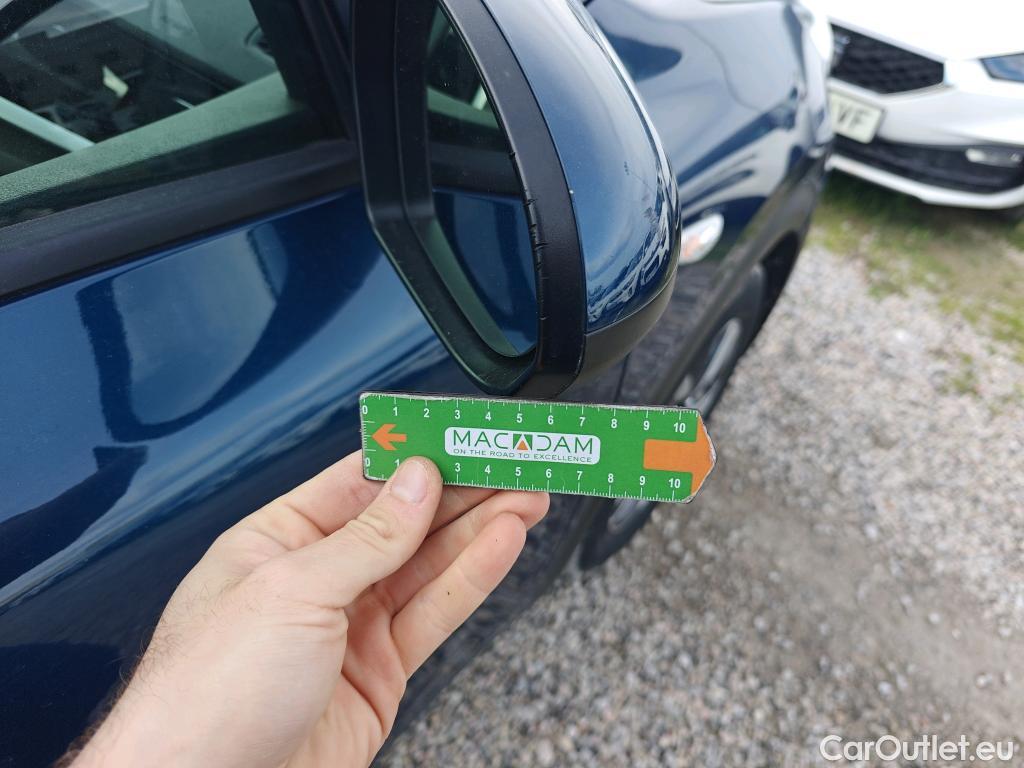 VF
0 1 2 3 4 5 6 7 8 9 10
MACADAM
ON THE ROAD TO EXCELLENCE
0 1 3 4 5 6 7 8 9 10
CarOutlet.eu